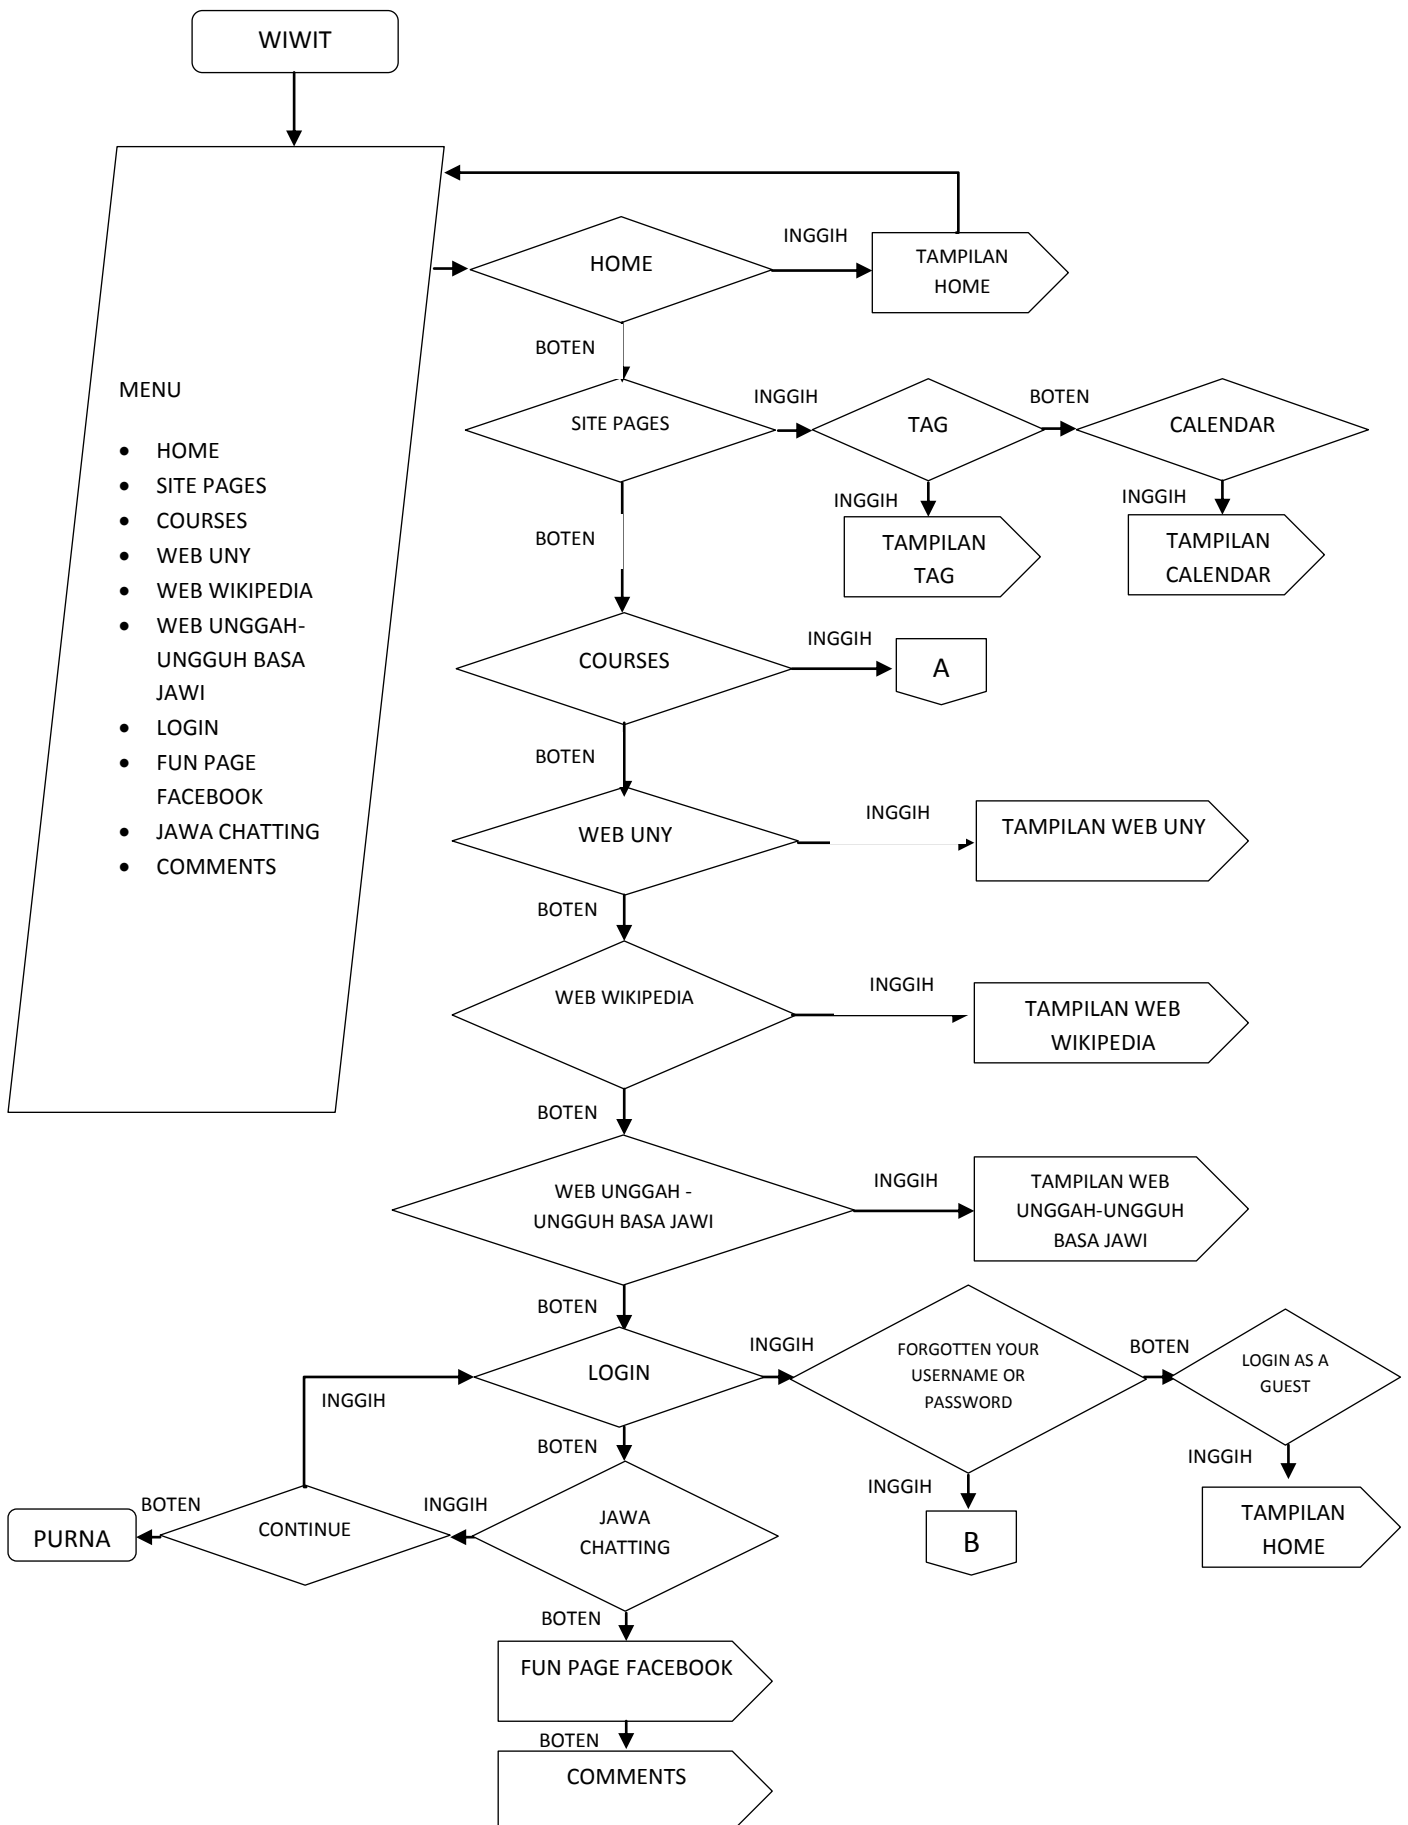 WIWIT
INGGIH
HOME
TAMPILAN
HOME
BOTEN
MENU
• HOME
• SITE PAGES
• COURSES
• WEB UNY
• WEB WIKIPEDIA
• WEB UNGGAH-
UNGGUH BASA
JAWI
• LOGIN
• FUN PAGE
FACEBOOK
• JAWA CHATTING
• COMMENTS
SITE PAGES
INGGIH
TAG
BOTEN
CALENDAR
INGGIH
TAMPILAN
TAG
INGGIH
TAMPILAN
CALENDAR
BOTEN
COURSES
INGGIH
A
BOTEN
WEB UNY
INGGIH
TAMPILAN WEB UNY
BOTEN
WEB WIKIPEDIA
INGGIH
TAMPILAN WEB
WIKIPEDIA
BOTEN
WEB UNGGAH -
UNGGUH BASA JAWI
INGGIH
TAMPILAN WEB
UNGGAH-UNGGUH
BASA JAWI
BOTEN
LOGIN
INGGIH
FORGOTTEN YOUR
USERNAME OR
PASSWORD
BOTEN
LOGIN AS A
GUEST
INGGIH
BOTEN
INGGIH
B
INGGIH
TAMPILAN
HOME
JAWA
CHATTING
INGGIH
CONTINUE
BOTEN
PURNA
BOTEN
FUN PAGE FACEBOOK
BOTEN
COMMENTS